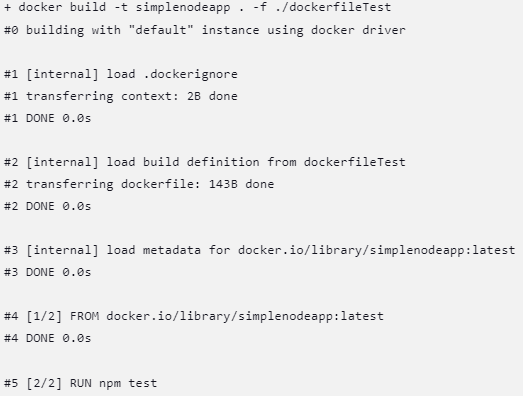 + docker build -t simplenodeapp . -f ./dockerfileTest
#0 building with "default" instance using docker driver
#1 [internal] load .dockerignore
#1 transferring context: 2B done
#1 DONE 0.0s
#2 [internal] load build definition from dockerfileTest
#2 transferring dockerfile: 143B done
#2 DONE 0.0s
#3 [internal] load metadata for docker.io/library/simplenodeapp:latest
#3 DONE 0.0s
#4 [1/2] FROM docker.io/library/simplenodeapp:latest
#4 DONE 0.0s
#5 [2/2] RUN npm test